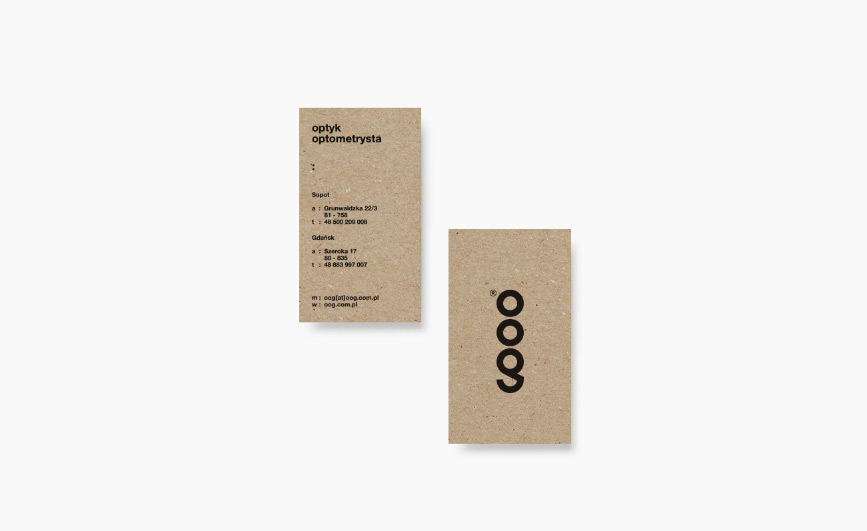 optyk
optometrysta
Sopot
a : Grunwaldzka 22/3
81 - 758
t : 48 500 209 008
Gdańsk
a : Szeroka 17
80 - 835
t : 48 883 997 007
m : oog[at]oog.com.pl
w : oog.com.pl
®
oog